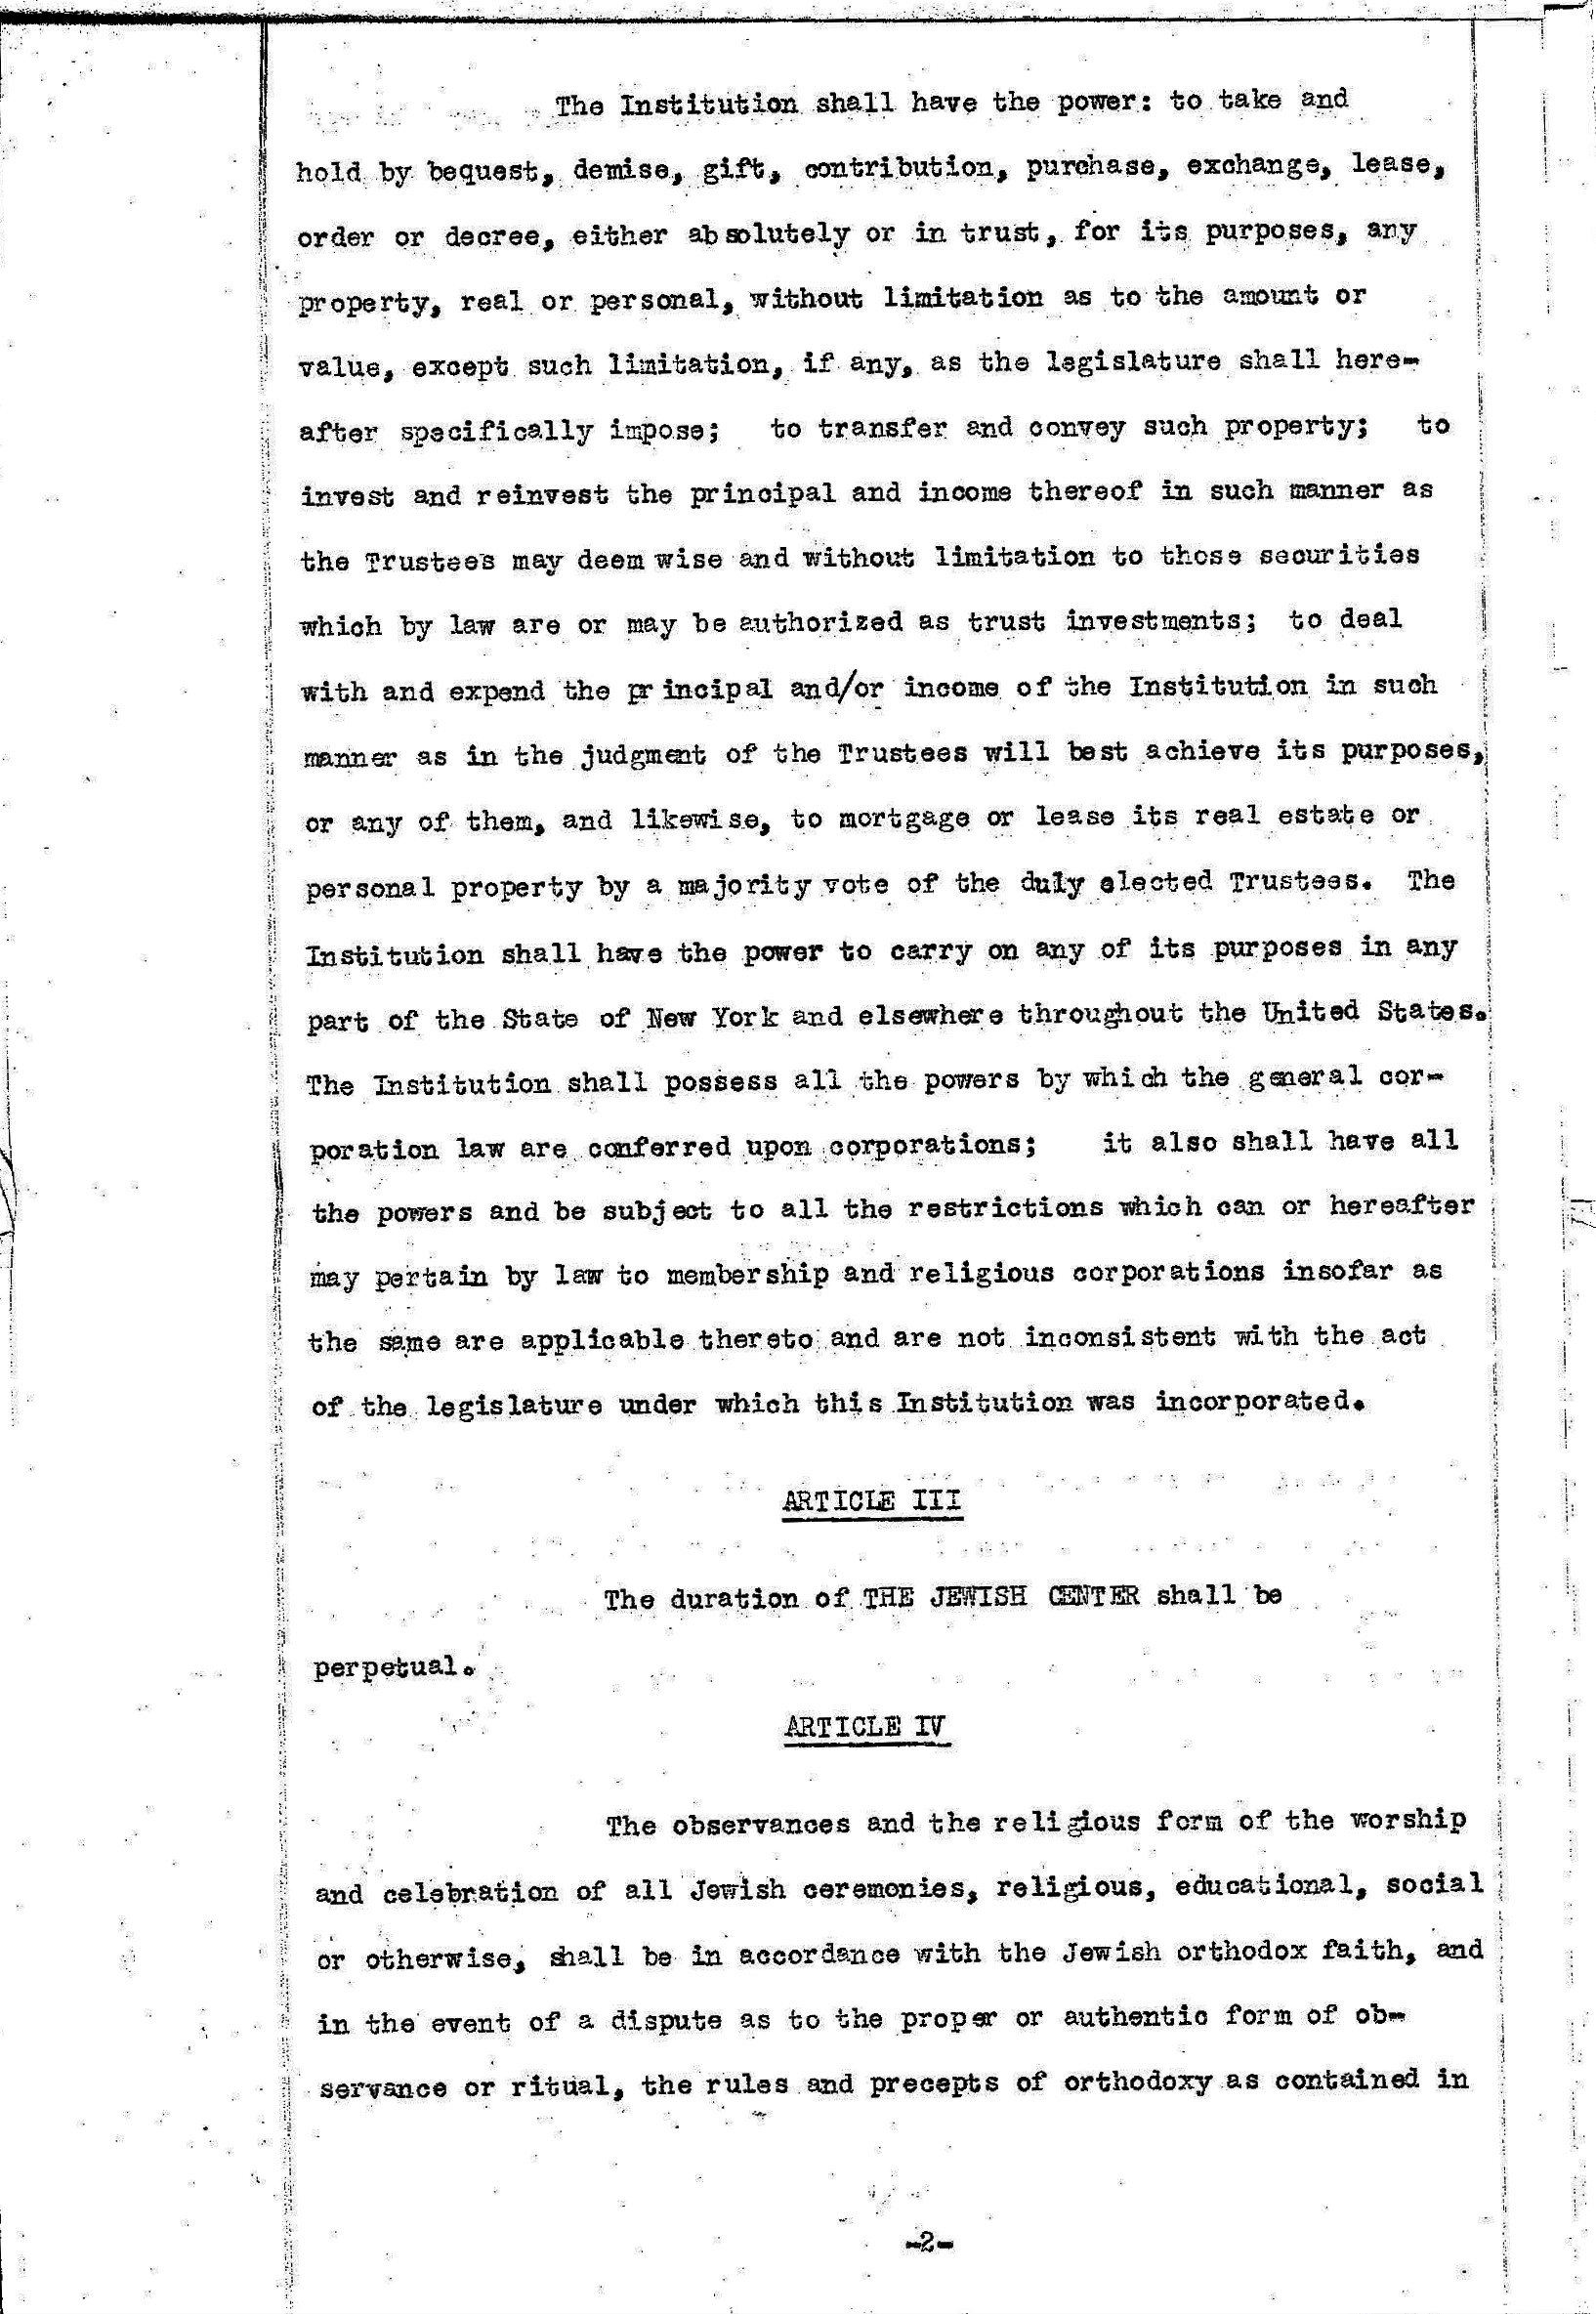 The Institution shall have the power: to take and
hold by bequest, demise, gift, contribution, purchase, exchange, lease,
order or decree, either absolutely or in trust, for its purposes, any
property, real or personal, without limitation as to the amount or
value, except such limitation, if any, as the legislature shall here-
after specifically impose; to transfer and convey such property; to
invest and reinvest the principal and income thereof in such manner as
the Trustees may deem wise and without limitation to those securities
which by law are or may be authorized as trust investments; to deal
with and expend the principal and/or income of the Institution in such
manner as in the judgment of the Trustees will best achieve its purposes,
or any of them, and likewise, to mortgage or lease its real estate or
personal property by a majority vote of the duly elected Trustees. The
Institution shall have the power to carry on any of its purposes in any
part of the State of New York and elsewhere throughout the United States.
The Institution shall possess all the powers by which the general cor-
poration law are conferred upon corporations; it also shall have all
the powers and be subject to all the restrictions which can or hereafter
may pertain by law to membership and religious corporations insofar as
the same are applicable thereto and are not inconsistent with the act
of the legislature under which this Institution was incorporated.
ARTICLE III
The duration of THE JEWISH CENTER shall be
perpetual.
ARTICLE IV
The observances and the religious form of the worship
and celebration of all Jewish ceremonies, religious, educational, social
or otherwise, shall be in accordance with the Jewish orthodox faith, and
in the event of a dispute as to the proper or authentic form of ob-
servance or ritual, the rules and precepts of orthodoxy as contained in
-2-